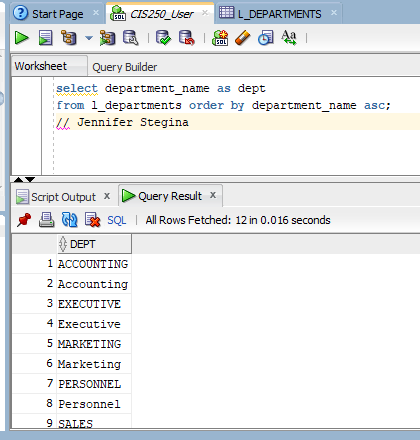 Start Page CIS250_User L_DEPARTMENTS
SQL Aa
Worksheet Query Builder
select department_name as dept
from l_departments order by department_name asc;
// Jennifer Stegina
Script Output x Query Result x
SQL | All Rows Fetched: 12 in 0.016 seconds
DEPT
1 ACCOUNTING
2 Accounting
3 EXECUTIVE
4 Executive
5 MARKETING
6 Marketing
7 PERSONNEL
8 Personnel
9 SALES